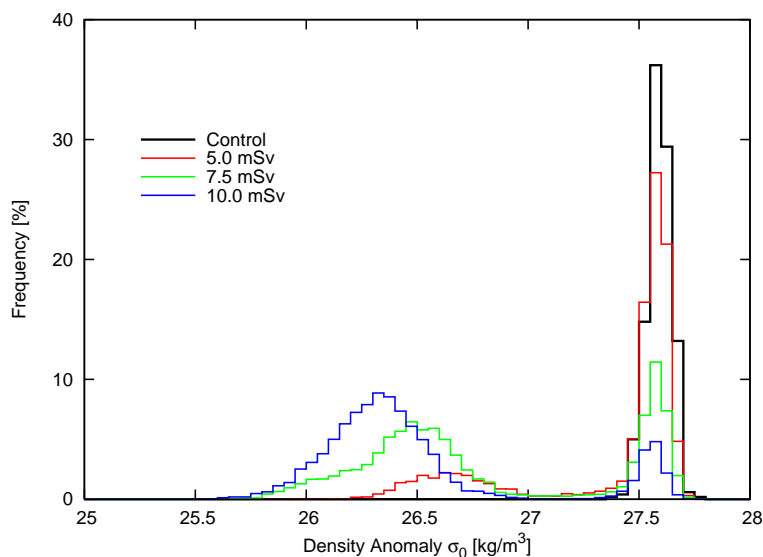 40
30
20
10
0
Frequency [%]
Control
5.0 mSv
7.5 mSv
10.0 mSv
25 25.5 26 26.5 27 27.5 28
Density Anomaly σ₀ [kg/m³]